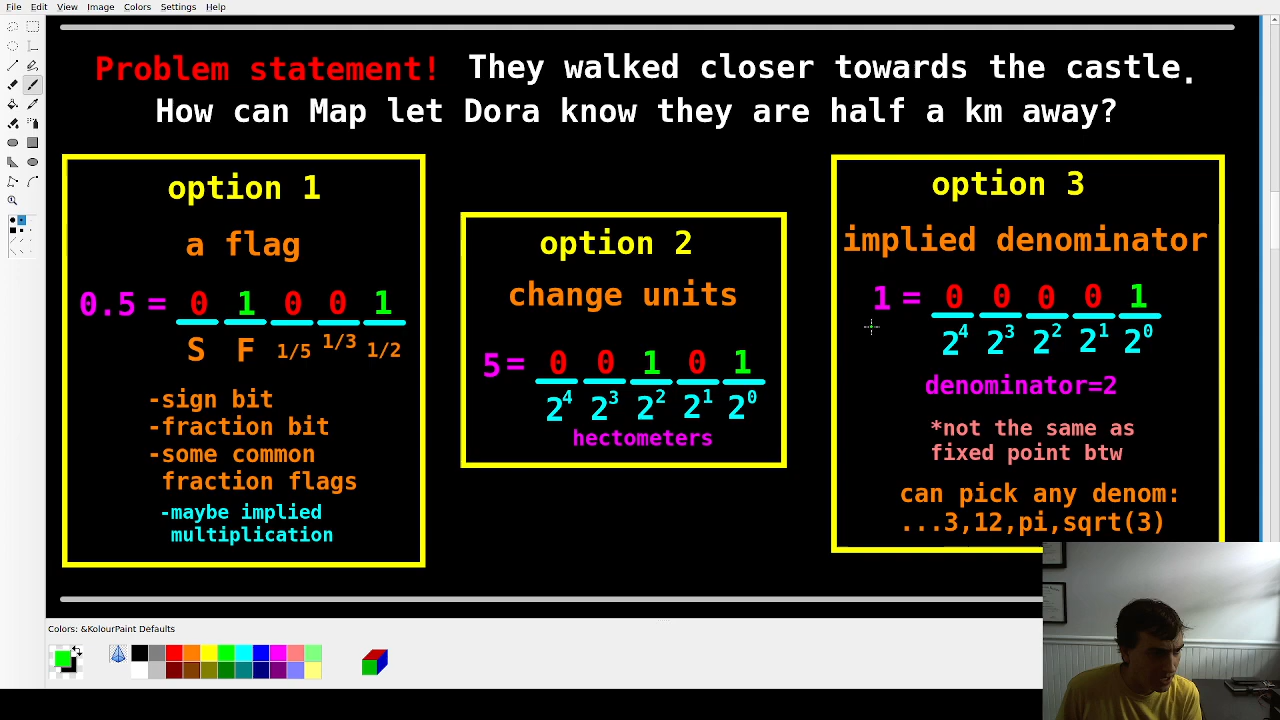 File Edit View Image Colors Settings Help
Problem statement! They walked closer towards the castle.
How can Map let Dora know they are half a km away?
option 1
a flag
0.5 = 0 1 0 0 1
S F 1/5 1/3 1/2
-sign bit
-fraction bit
-some common
fraction flags
-maybe implied
multiplication
option 2
change units
5 = 0 0 1 0 1
2⁴ 2³ 2² 2¹ 2⁰
hectometers
option 3
implied denominator
1 = 0 0 0 0 1
2⁴ 2³ 2² 2¹ 2⁰
denominator=2
*not the same as
fixed point btw
can pick any denom:
...3,12,pi,sqrt(3)
Colors: &KolourPaint Defaults